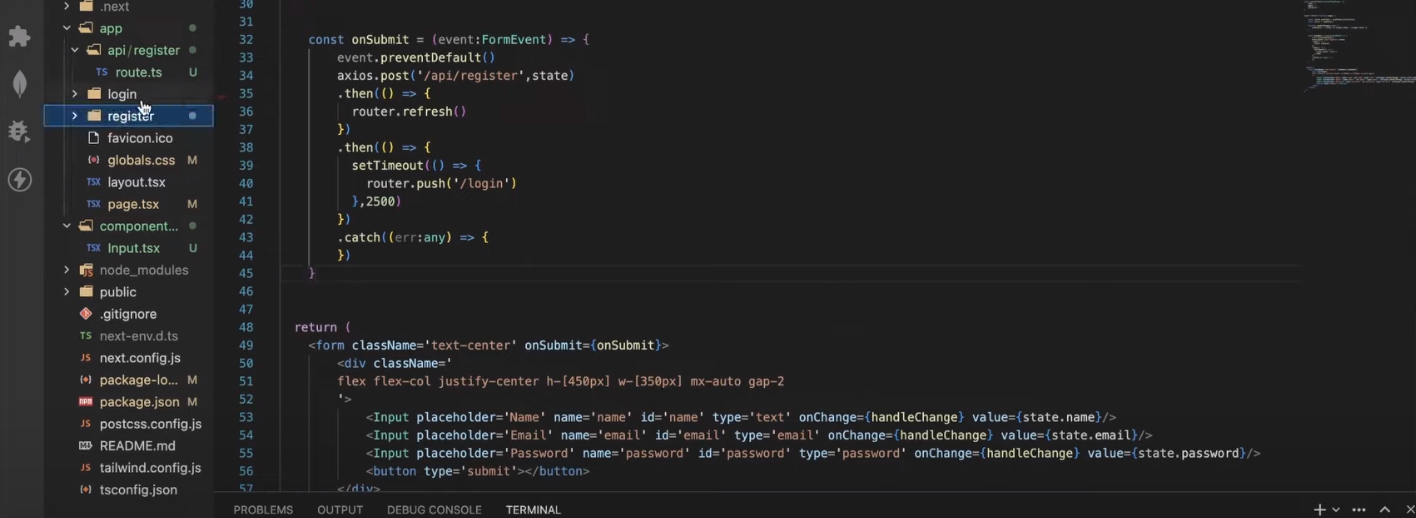 .next
app
api/register
route.ts U
login
register
favicon.ico
globals.css M
layout.tsx
page.tsx M
component...
Input.tsx U
node_modules
public
.gitignore
next-env.d.ts
next.config.js
package-lo... M
package.json M
postcss.config.js
README.md
tailwind.config.js
tsconfig.json
30
31
32 const onSubmit = (event:FormEvent) => {
33 event.preventDefault()
34 axios.post('/api/register',state)
35 .then(() => {
36 router.refresh()
37 })
38 .then(() => {
39 setTimeout(() => {
40 router.push('/login')
41 },2500)
42 })
43 .catch((err:any) => {
44 })
45 }
46
47
48 return (
49 <form className='text-center' onSubmit={onSubmit}>
50 <div className='
51 flex flex-col justify-center h-[450px] w-[350px] mx-auto gap-2
52 '>
53 <Input placeholder='Name' name='name' id='name' type='text' onChange={handleChange} value={state.name}/>
54 <Input placeholder='Email' name='email' id='email' type='email' onChange={handleChange} value={state.email}/>
55 <Input placeholder='Password' name='password' id='password' type='password' onChange={handleChange} value={state.password}/>
56 <button type='submit'></button>
57 </div>
PROBLEMS OUTPUT DEBUG CONSOLE TERMINAL